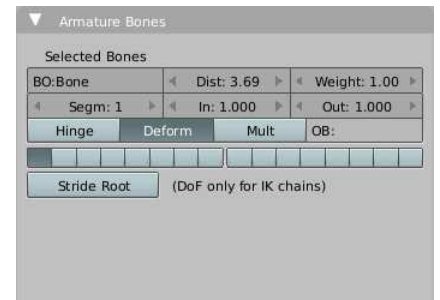 Armature Bones
Selected Bones
BO:Bone Dist: 3.69 Weight: 1.00
Segm: 1 In: 1.000 Out: 1.000
Hinge Deform Mult OB:
Stride Root (DoF only for IK chains)